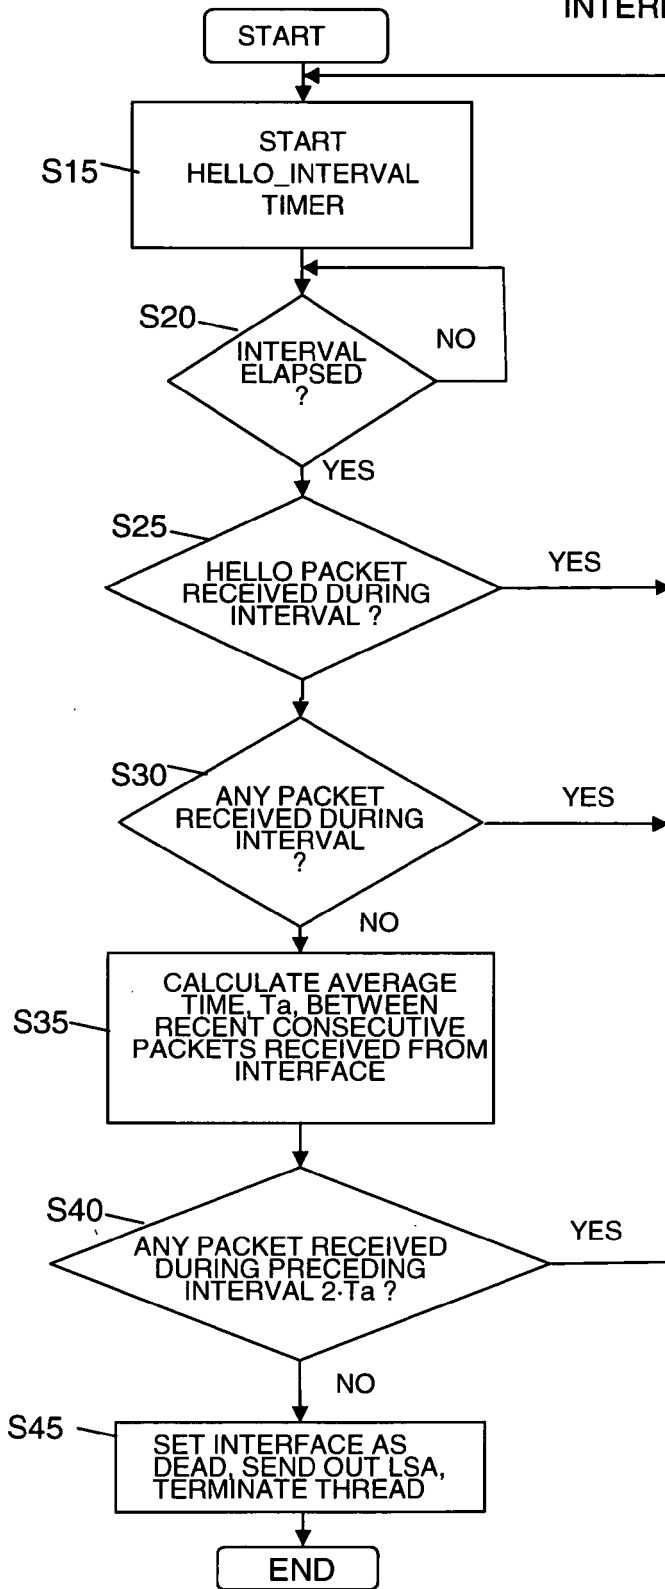 INTER
START
S15
START
HELLO_INTERVAL
TIMER
S20
INTERVAL
ELAPSED
?
NO
YES
S25
HELLO PACKET
RECEIVED DURING
INTERVAL ?
YES
S30
ANY PACKET
RECEIVED DURING
INTERVAL
?
YES
NO
S35
CALCULATE AVERAGE
TIME, Ta, BETWEEN
RECENT CONSECUTIVE
PACKETS RECEIVED FROM
INTERFACE
S40
ANY PACKET RECEIVED
DURING PRECEDING
INTERVAL 2·Ta ?
YES
NO
S45
SET INTERFACE AS
DEAD, SEND OUT LSA,
TERMINATE THREAD
END